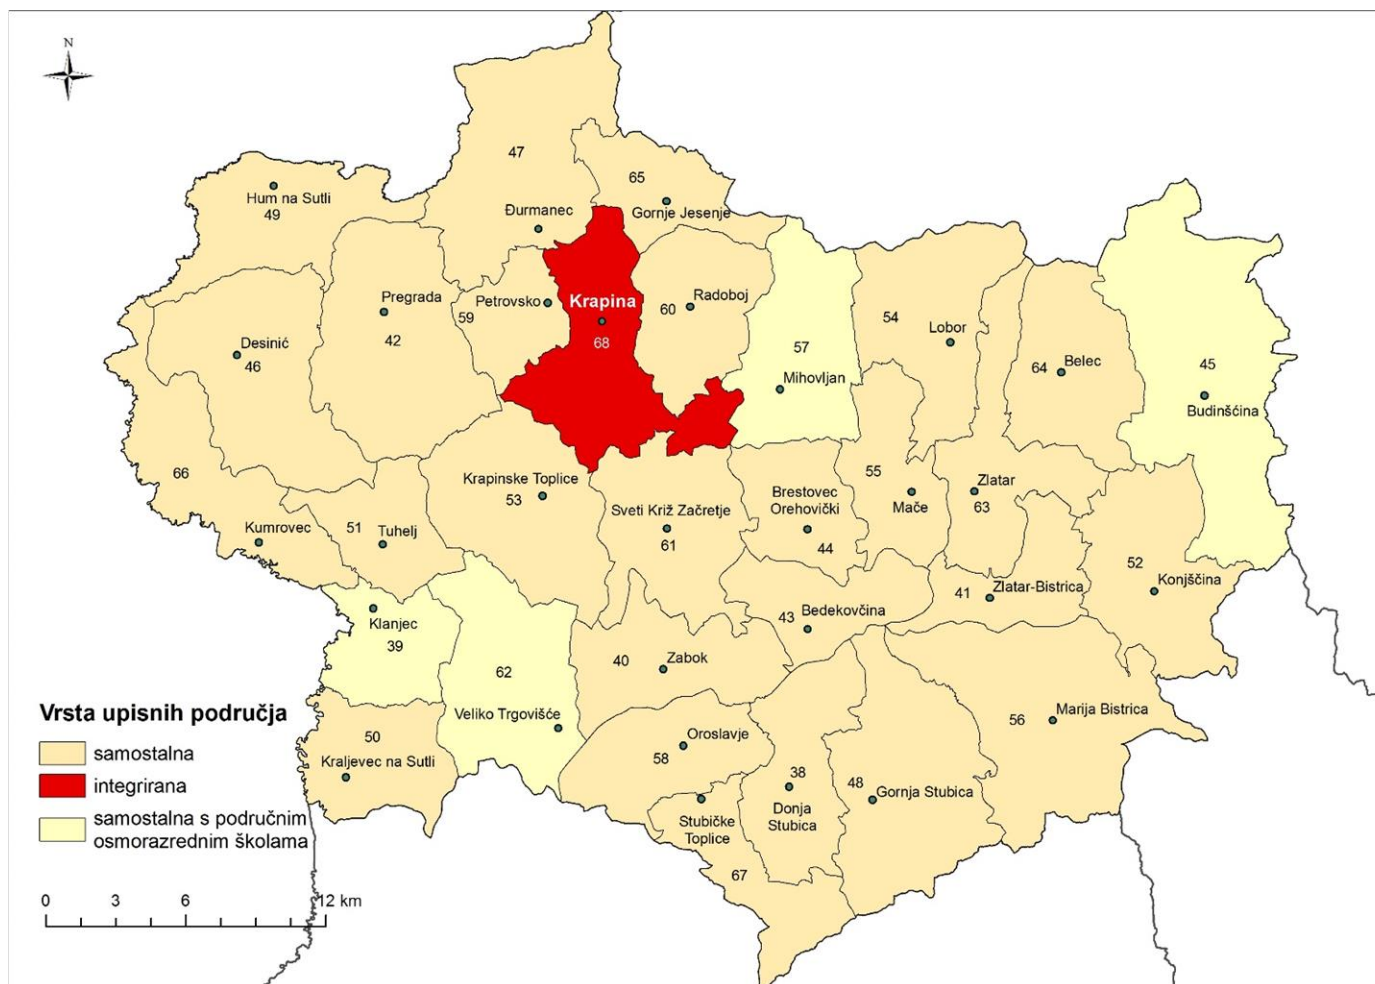 N
47
65
Hum na Sutli
49
Đurmanec
Gornje Jesenje
Pregrada
42
Petrovsko
59
Krapina
68
60
Radoboj
54
Lobor
57
Mihovljan
64
Belec
45
Budinšćina
Desinić
46
66
Kumrovec
51
Tuhelj
Krapinske Toplice
53
Sveti Križ Začretje
61
Brestovec
Orehovički
44
55
Mače
Zlatar
63
52
Konjščina
41
Zlatar-Bistrica
43
Bedekovčina
Klanjec
39
62
Veliko Trgovišće
40
Zabok
56
Marija Bistrica
50
Kraljevec na Sutli
Oroslavje
58
38
Donja
Stubica
48
Gornja Stubica
Stubičke
Toplice
67
Vrsta upisnih područja
samostalna
integrirana
samostalna s područnim
osmorazrednim školama
0 3 6 12 km